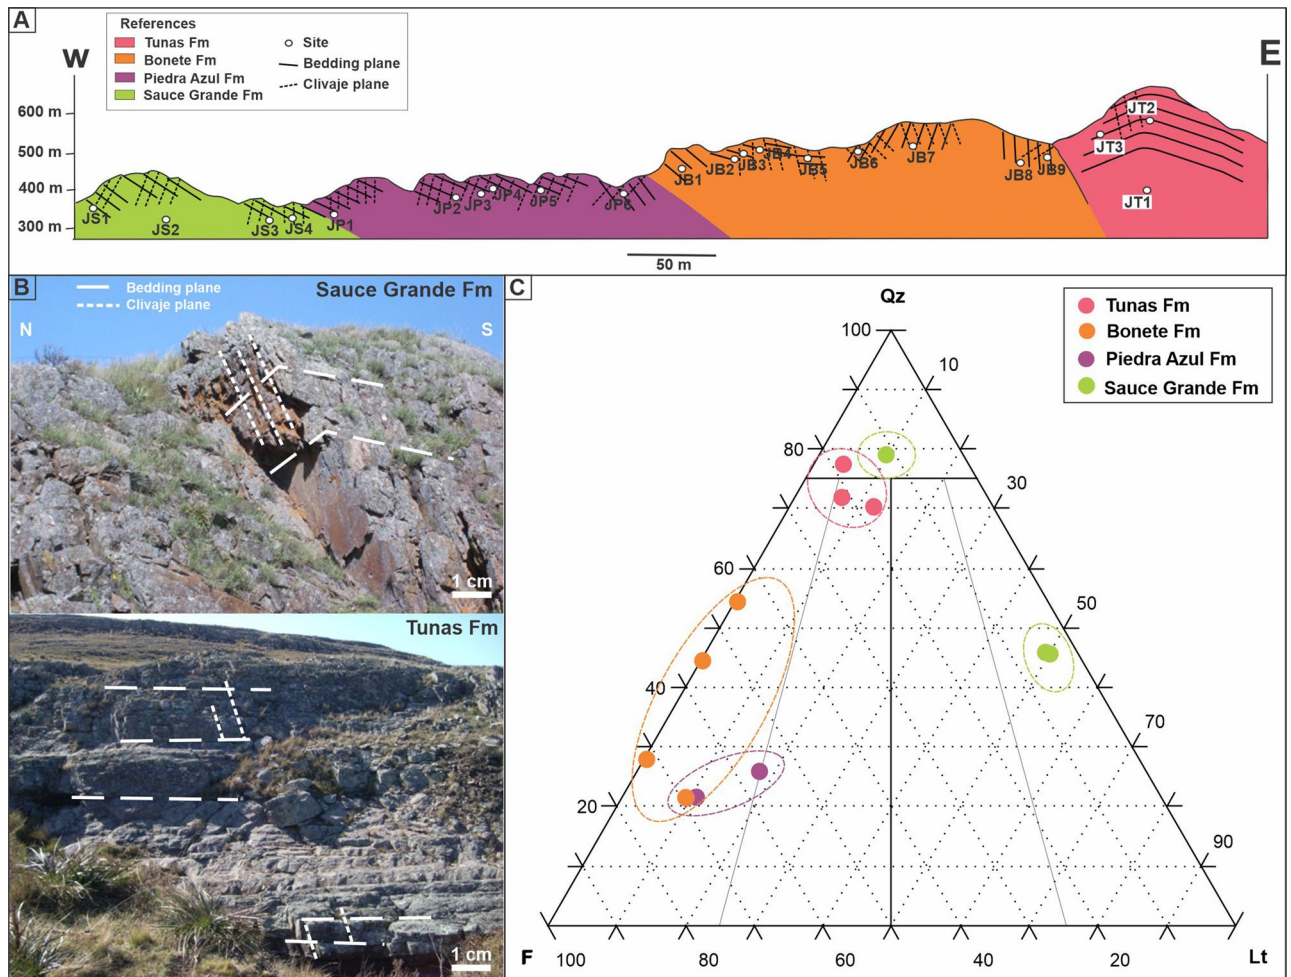 A
References
Tunas Fm
Bonete Fm
Piedra Azul Fm
Sauce Grande Fm
Site
Bedding plane
Clivaje plane
W
E
600 m
500 m
400 m
300 m
JS1
JS2
JS3
JS4
JP1
JP2
JP3
JP4
JP5
JP6
JB1
JB2
JB3
JB4
JB5
JB6
JB7
JB8
JB9
JT3
JT2
JT1
50 m
B
Bedding plane
Clivaje plane
Sauce Grande Fm
N
S
1 cm
Tunas Fm
1 cm
C
Qz
Tunas Fm
Bonete Fm
Piedra Azul Fm
Sauce Grande Fm
100
10
80
30
60
50
40
70
20
90
F
100
80
60
40
20
Lt